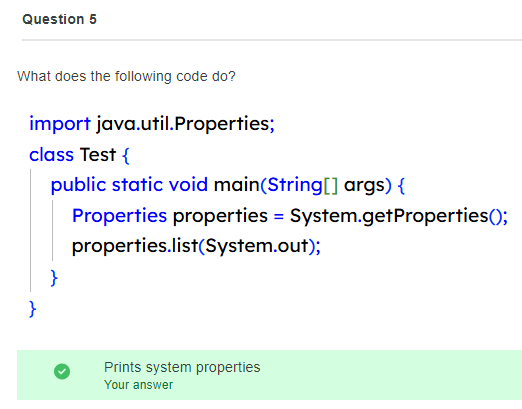 Question 5
What does the following code do?
import java.util.Properties;
class Test {
public static void main(String[] args) {
Properties properties = System.getProperties();
properties.list(System.out);
}
}
Prints system properties
Your answer